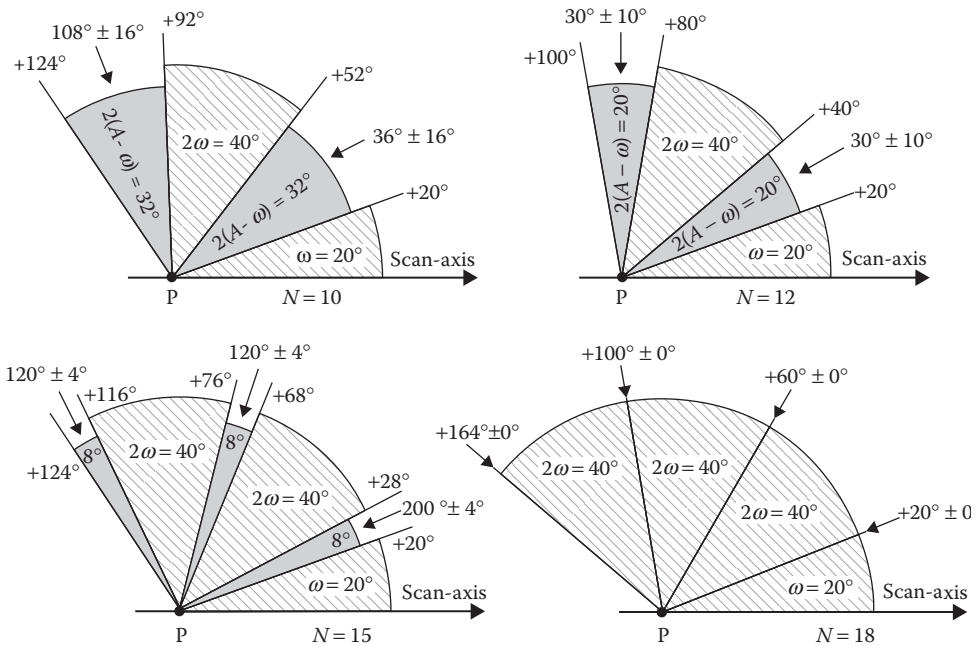 +92°
108° ± 16°
+124°
+52°
2ω = 40°
36° ± 16°
2(A - ω) = 32°
2(A - ω) = 32°
+20°
ω = 20°
Scan-axis
P
N = 10
30° ± 10°
+80°
+100°
+40°
2(A − ω) = 20°
2ω = 40°
30° ± 10°
2(A − ω) = 20°
+20°
ω = 20°
Scan-axis
P
N = 12
120° ± 4°
120° ± 4°
+116°
+76°
+68°
8°
8°
2ω = 40°
+124°
2ω = 40°
+28°
200 °± 4°
8°
+20°
ω = 20°
Scan-axis
P
N = 15
+100° ± 0°
+60° ± 0°
+164°±0°
2ω = 40°
2ω = 40°
2ω = 40°
+20° ± 0
ω = 20°
Scan-axis
P
N = 18